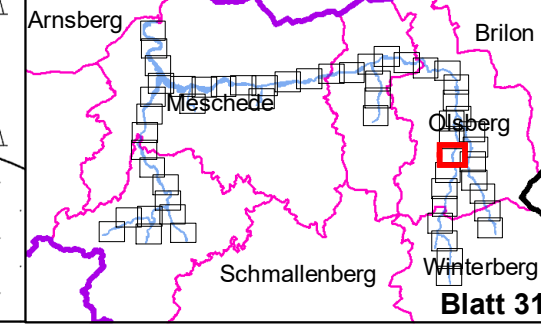 Arnsberg
Brilon
Meschede
Olsberg
Schmallenberg
Winterberg
Blatt 31